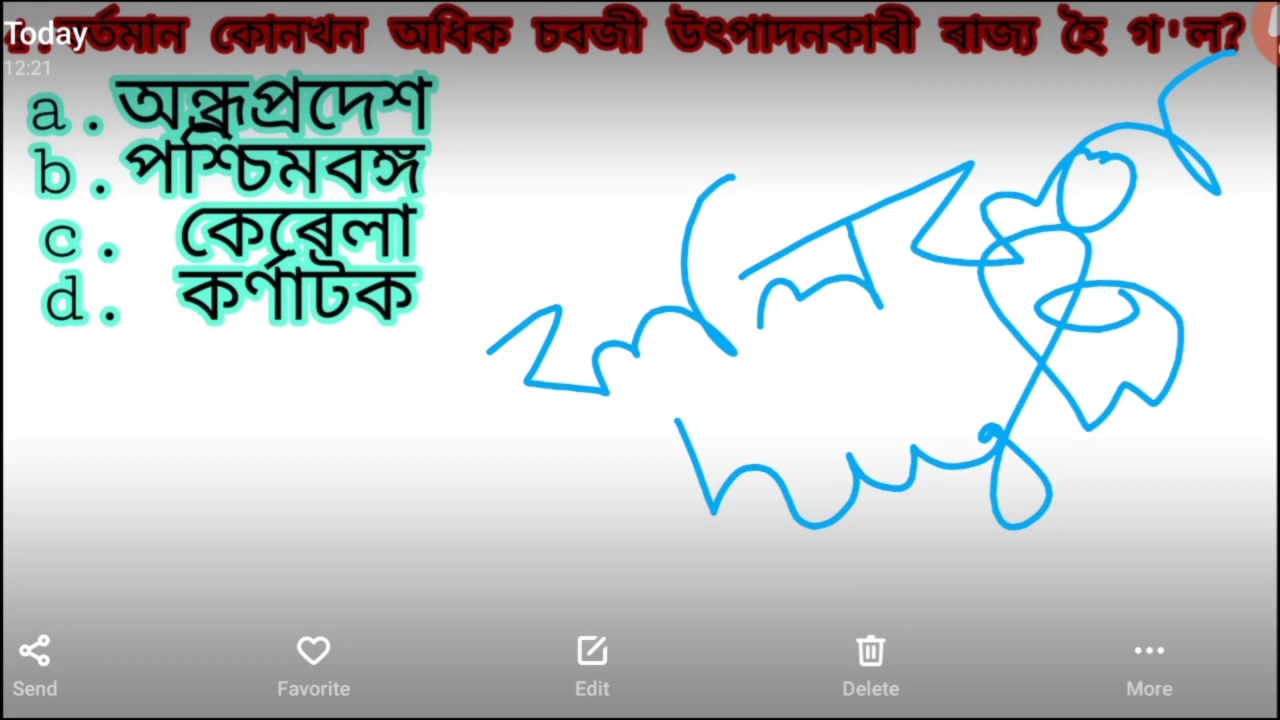 Today
বৰ্তমান কোনখন অধিক চবজী উৎপাদনকাৰী ৰাজ্য হৈ গ'ল?
12:21
a. অন্ধ্ৰপ্ৰদেশ
b. পশ্চিমবঙ্গ
c. কেৰেলা
d. কৰ্ণাটক
Send Favorite Edit Delete More